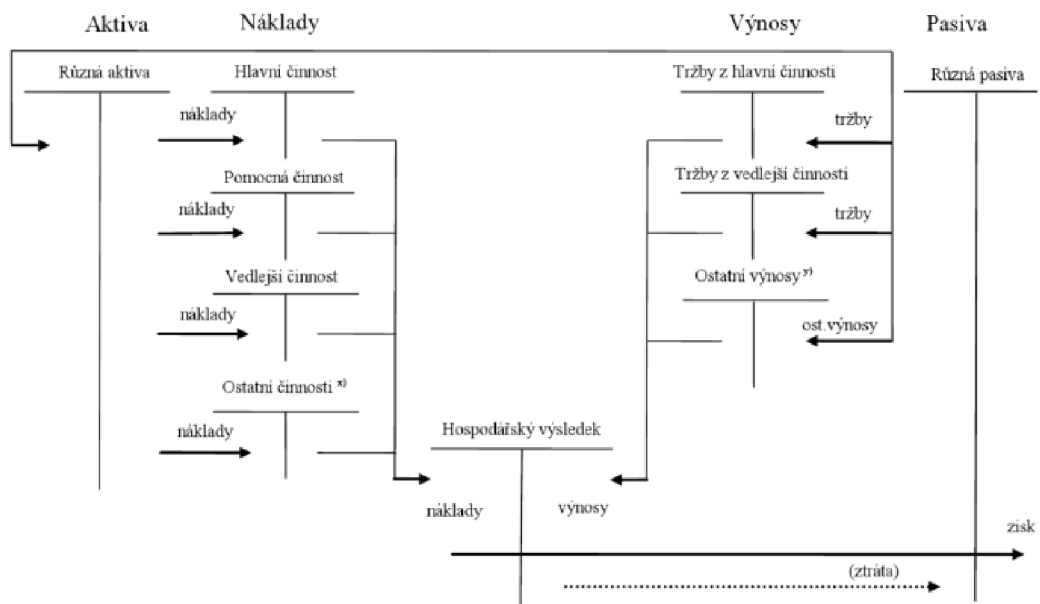 Aktiva Náklady Výnosy Pasiva
Různá aktiva Hlavní činnost Tržby z hlavní činnosti Různá pasiva
náklady tržby
Pomocná činnost Tržby z vedlejší činnosti
náklady tržby
Vedlejší činnost Ostatní výnosy y)
náklady ost.výnosy
Ostatní činnosti x)
náklady Hospodářský výsledek
náklady výnosy
zisk
(ztráta)